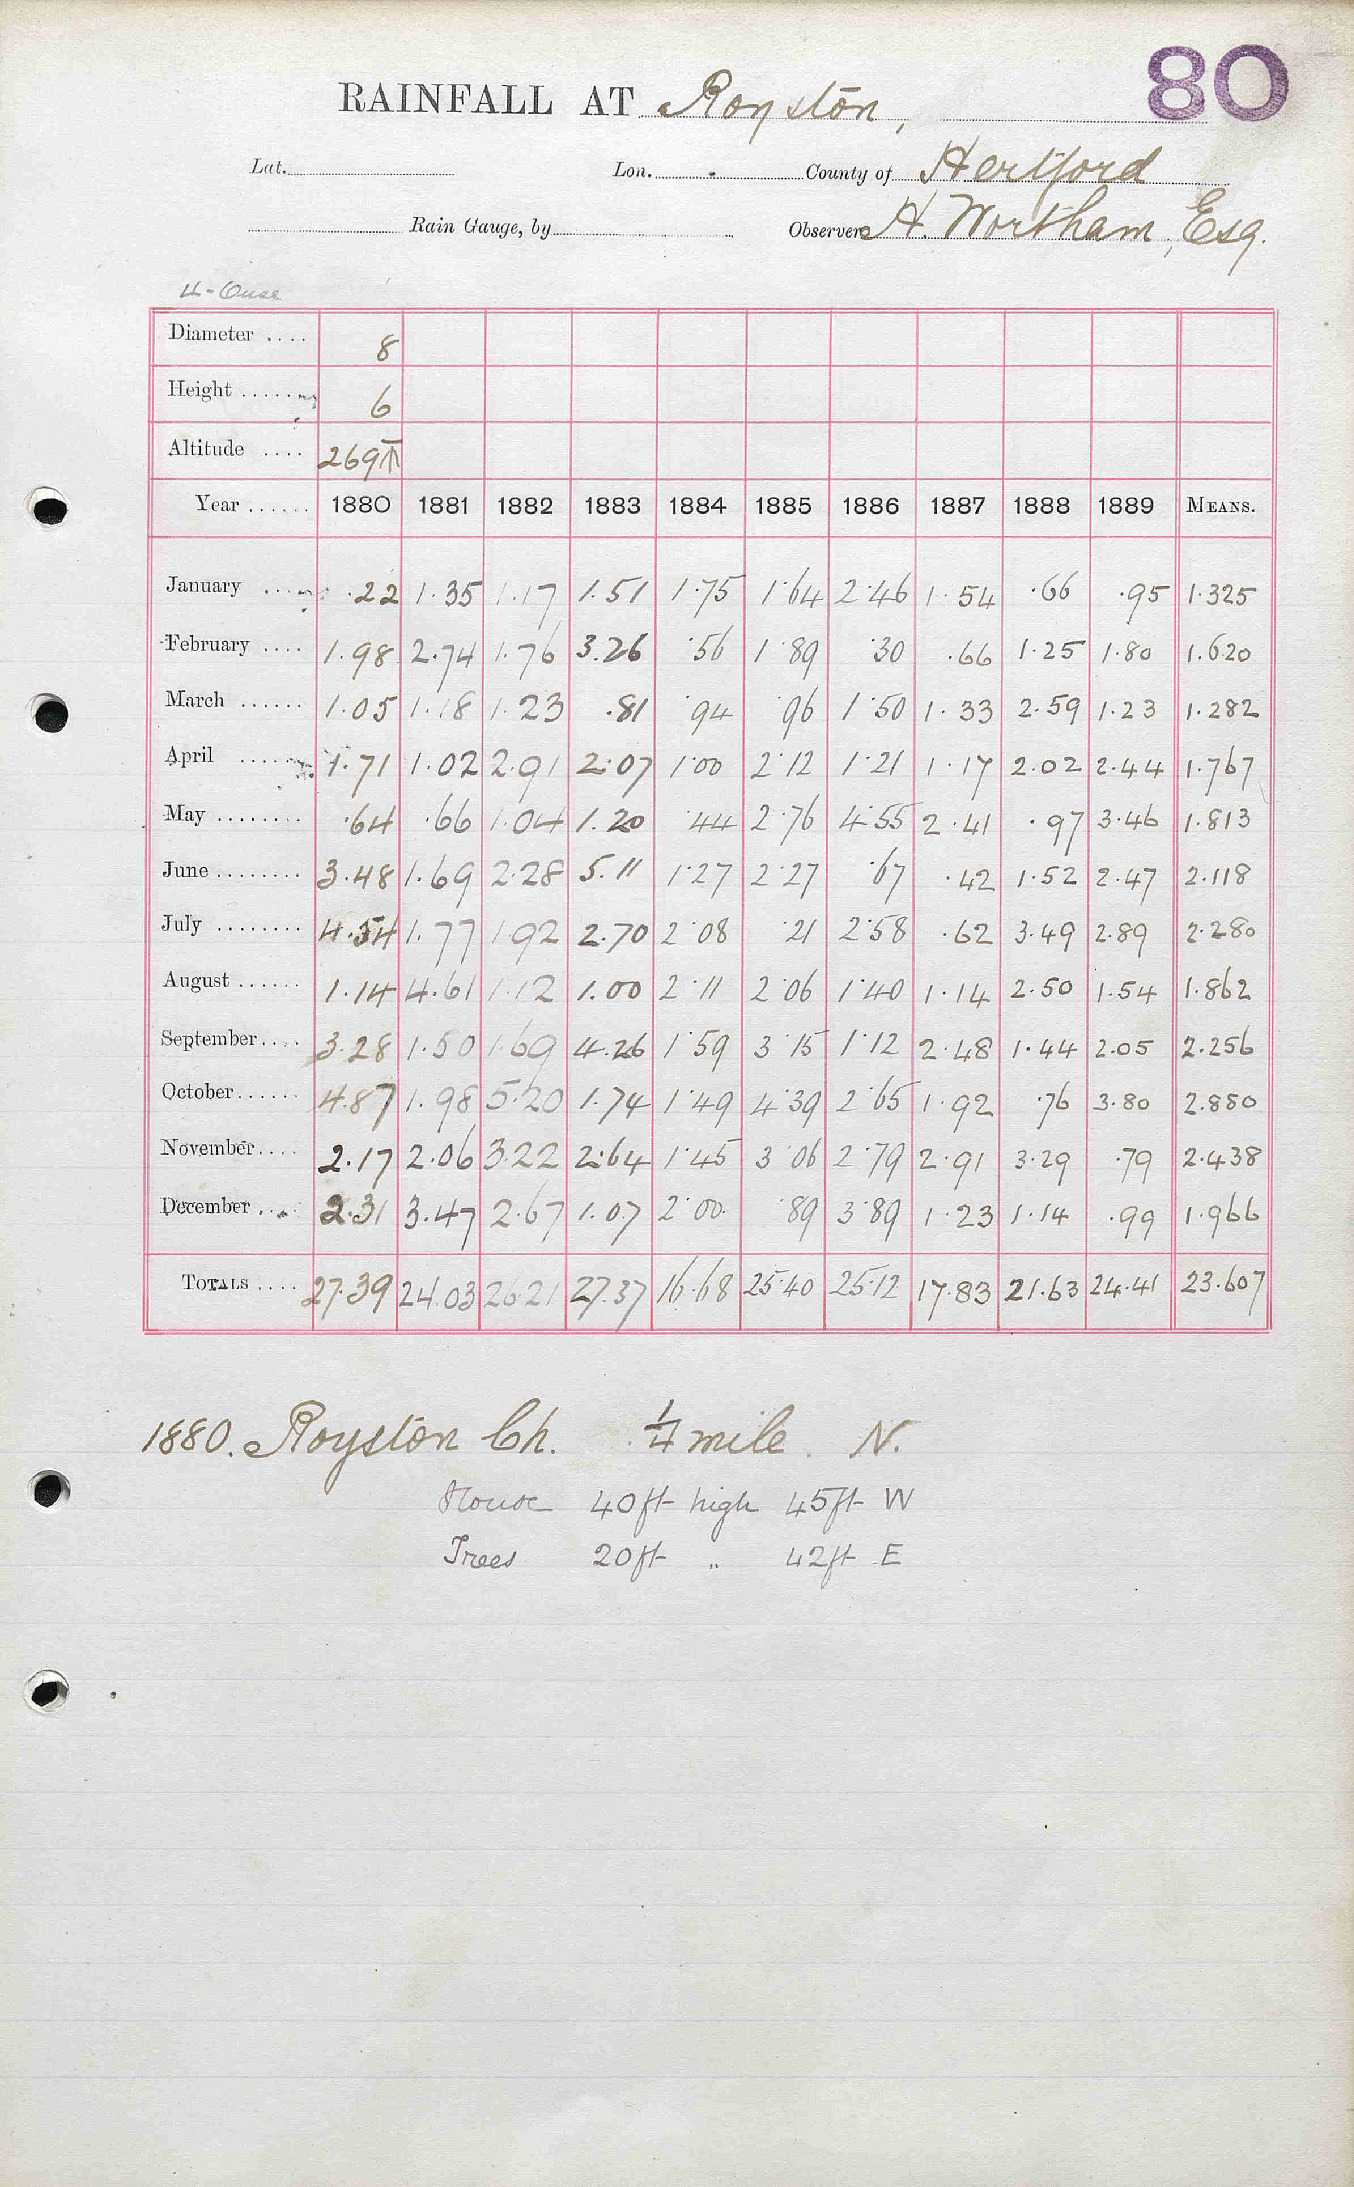 80
RAINFALL AT Royston,
Lat. Lon. County of Hertford
Rain Gauge, by Observer H. Wortham, Esq.
Diameter .... 8
Height ...... 6
Altitude .... 269
Year ...... 1880 1881 1882 1883 1884 1885 1886 1887 1888 1889 MEANS.
January .... .22 1.35 1.17 1.51 1.75 1.64 2.46 1.54 .66 .95 1.325
February .... 1.98 2.74 1.76 3.26 .56 1.89 .30 .66 1.25 1.80 1.620
March ...... 1.05 1.18 1.23 .81 .94 .96 1.50 1.33 2.59 1.23 1.282
April ...... 1.71 1.02 2.91 2.07 1.00 2.12 1.21 1.17 2.02 2.44 1.767
May ........ .64 .66 1.04 1.20 .44 2.76 4.55 2.41 .97 3.46 1.813
June ........ 3.48 1.69 2.28 5.11 1.27 2.27 .67 .42 1.52 2.47 2.118
July ........ 4.54 1.77 1.92 2.70 2.08 .21 2.58 .62 3.49 2.89 2.280
August ...... 1.14 4.61 1.12 1.00 2.11 2.06 1.40 1.14 2.50 1.54 1.862
September .... 3.28 1.50 1.69 4.26 1.59 3.15 1.12 2.48 1.44 2.05 2.256
October ...... 4.87 1.98 5.20 1.74 1.49 4.39 2.65 1.92 .76 3.80 2.880
November .... 2.17 2.06 3.22 2.64 1.45 3.06 2.79 2.91 3.29 .79 2.438
December .... 2.31 3.47 2.67 1.07 2.00 .89 3.89 1.23 1.14 .99 1.966
TOTALS .... 27.39 24.03 26.21 27.37 16.68 25.40 25.12 17.83 21.63 24.41 23.607
1880. Royston Ch. 1/4 mile N.
House 40ft high 45ft W
Trees 20ft " 42ft E